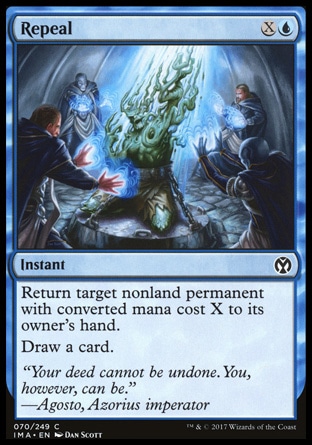 Repeal X
Instant
Return target nonland permanent
with converted mana cost X to its
owner's hand.
Draw a card.
"Your deed cannot be undone. You,
however, can be."
—Agosto, Azorius imperator
070/249 C
IMA • EN Dan Scott ™ & © 2017 Wizards of the Coast